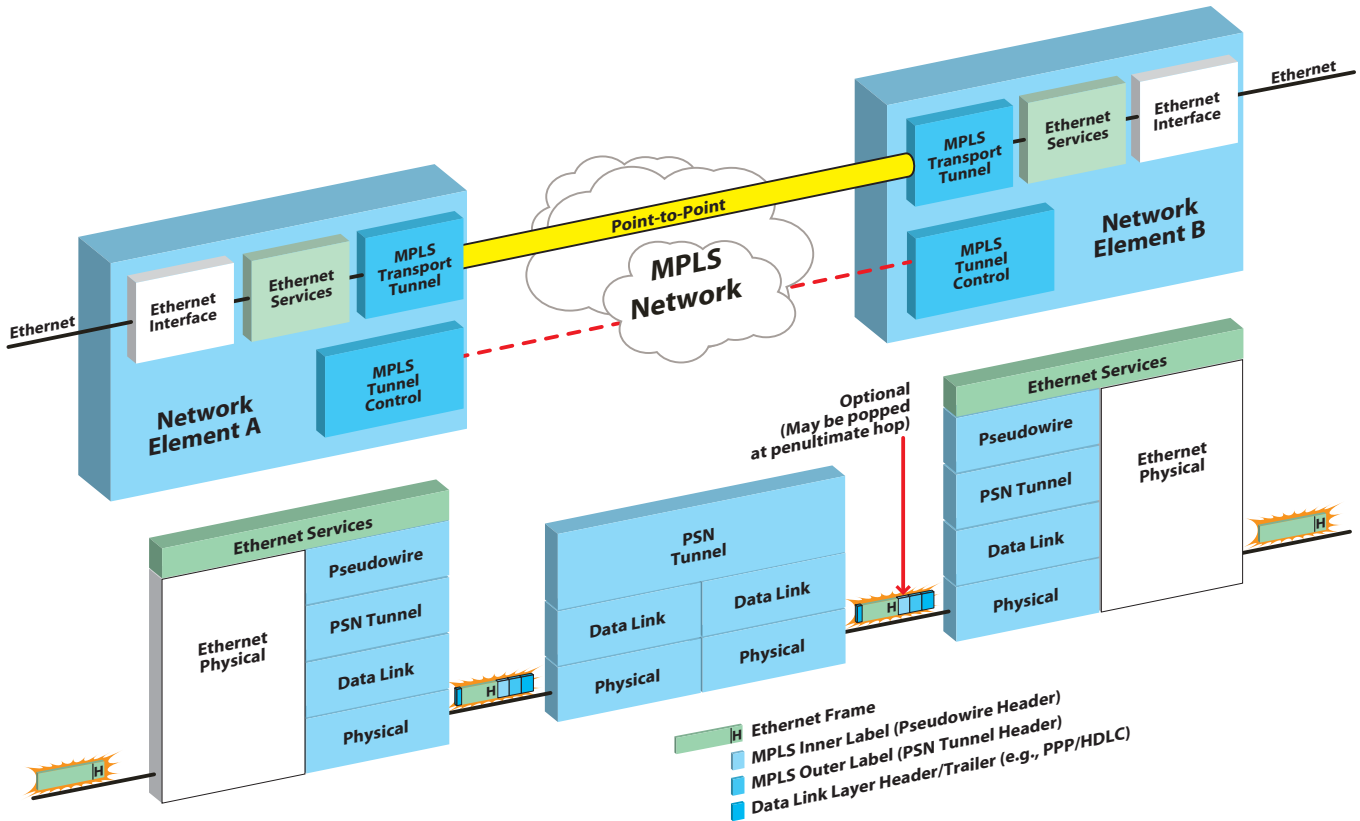 Ethernet
Ethernet
Interface
Ethernet
Services
MPLS
Transport
Tunnel
MPLS
Tunnel
Control
Network
Element A
Point-to-Point
MPLS
Network
MPLS
Transport
Tunnel
Ethernet
Services
Ethernet
Interface
Ethernet
MPLS
Tunnel
Control
Network
Element B
Optional
(May be popped
at penultimate hop)
Ethernet Services
Ethernet
Physical
Pseudowire
PSN Tunnel
Data Link
Physical
H
H
PSN
Tunnel
Data Link
Data Link
Physical
Physical
H
Ethernet Services
Pseudowire
PSN Tunnel
Data Link
Physical
Ethernet
Physical
H
H
Ethernet Frame
MPLS Inner Label (Pseudowire Header)
MPLS Outer Label (PSN Tunnel Header)
Data Link Layer Header/Trailer (e.g., PPP/HDLC)